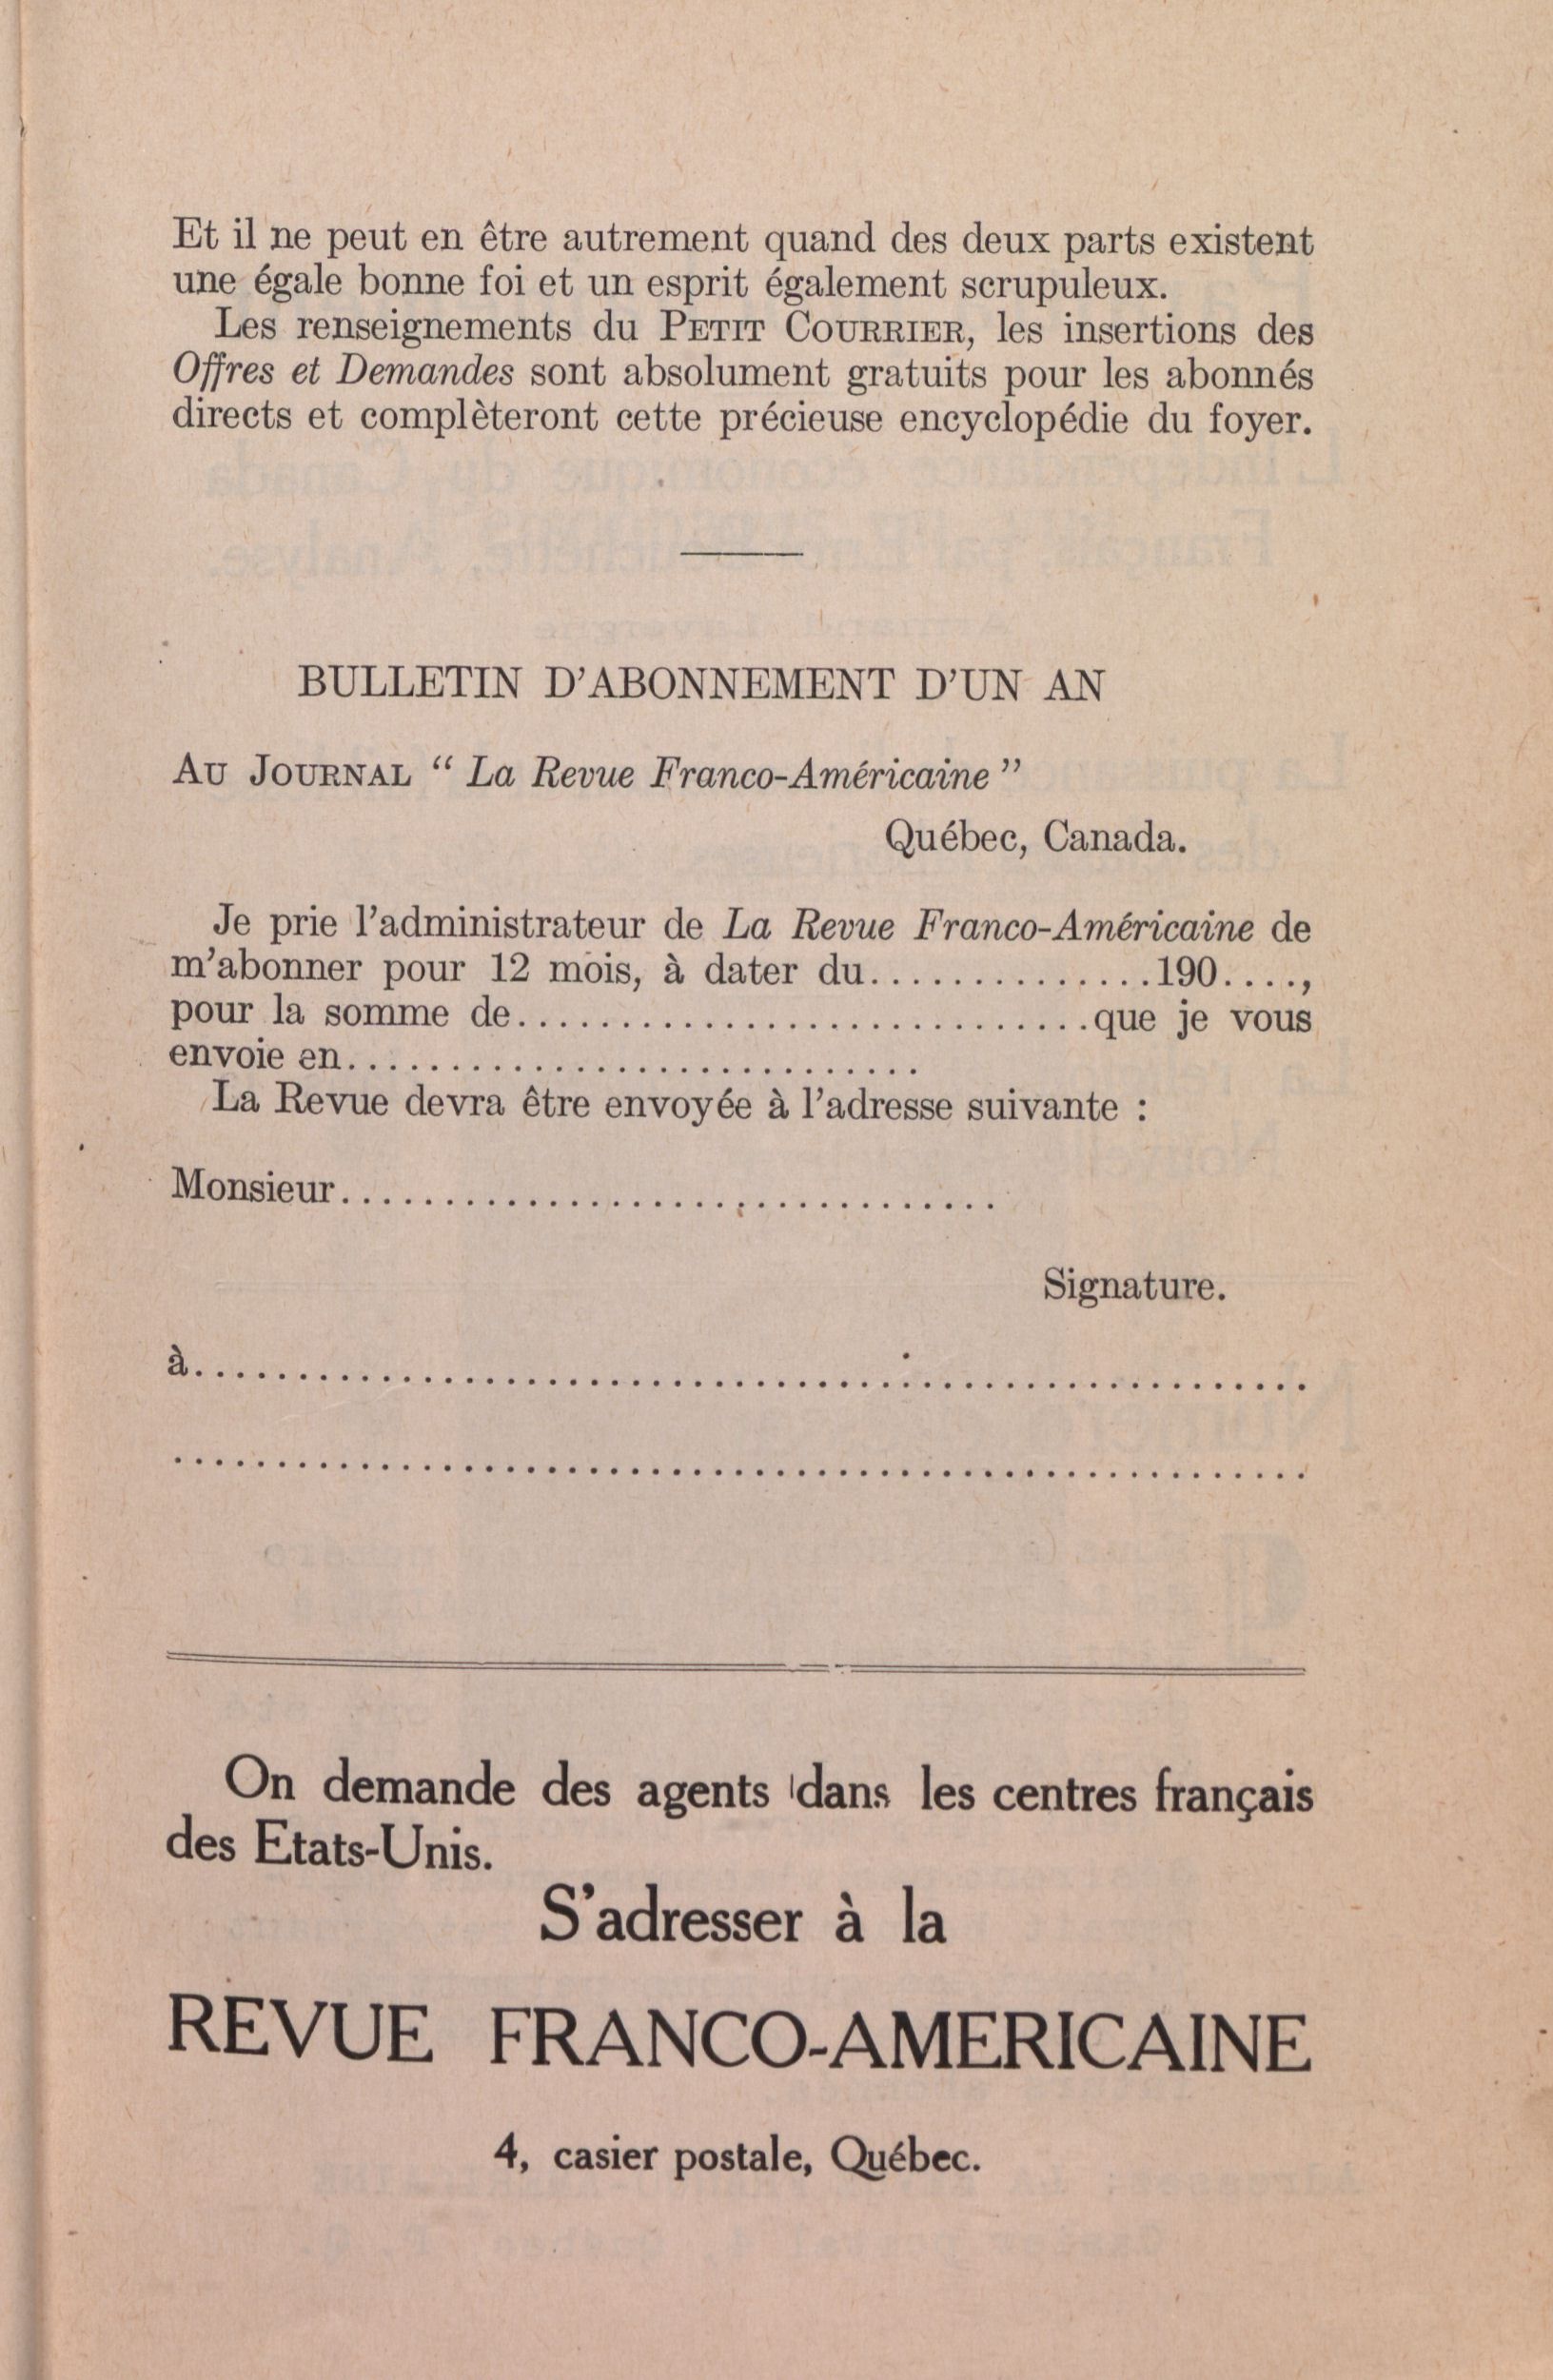 Et il ne peut en être autrement quand des deux parts existent
une égale bonne foi et un esprit également scrupuleux.
Les renseignements du PETIT COURRIER, les insertions des
Offres et Demandes sont absolument gratuits pour les abonnés
directs et complèteront cette précieuse encyclopédie du foyer.
BULLETIN D'ABONNEMENT D'UN AN
AU JOURNAL “ La Revue Franco-Américaine ”
Québec, Canada.
Je prie l'administrateur de La Revue Franco-Américaine de
m'abonner pour 12 mois, à dater du..............190....,
pour la somme de............................que je vous
envoie en............................
La Revue devra être envoyée à l'adresse suivante :
Monsieur................................
Signature.
à......................................................
.......................................................
On demande des agents dans les centres français
des Etats-Unis.
S'adresser à la
REVUE FRANCO-AMERICAINE
4, casier postale, Québec.